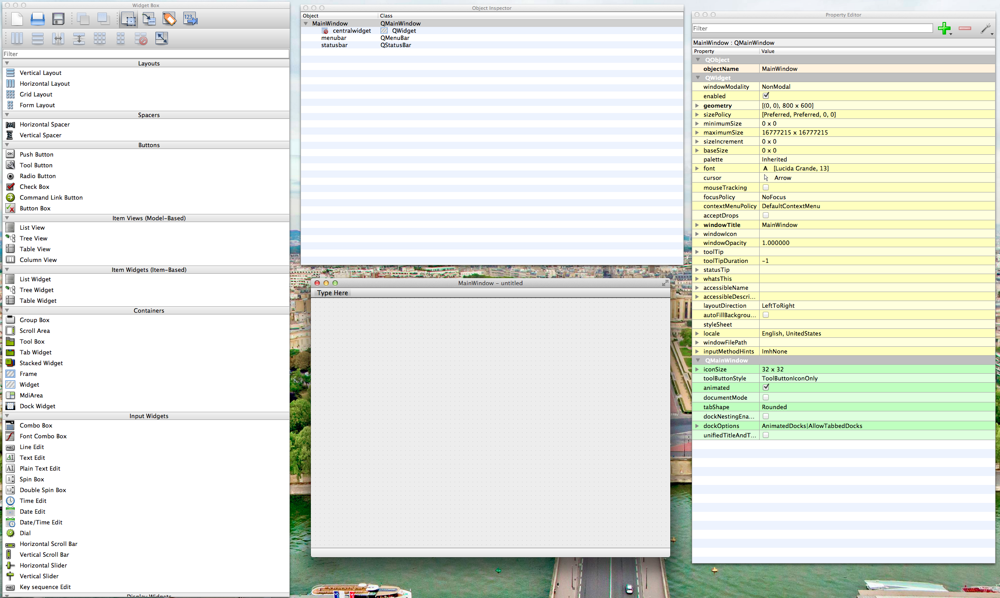 Widget Box
123
Filter
Layouts
Vertical Layout
Horizontal Layout
Grid Layout
Form Layout
Spacers
Horizontal Spacer
Vertical Spacer
Buttons
OK Push Button
Tool Button
Radio Button
Check Box
Command Link Button
Button Box
Item Views (Model-Based)
List View
Tree View
Table View
Column View
Item Widgets (Item-Based)
List Widget
Tree Widget
Table Widget
Containers
Group Box
Scroll Area
Tool Box
Tab Widget
Stacked Widget
Frame
Widget
MdiArea
Dock Widget
Input Widgets
Combo Box
Font Combo Box
ABI Line Edit
AI Text Edit
AI Plain Text Edit
1 Spin Box
1.2 Double Spin Box
Time Edit
Date Edit
Date/Time Edit
Dial
Horizontal Scroll Bar
Vertical Scroll Bar
Horizontal Slider
Vertical Slider
ABI Key sequence Edit
Display Widgets
Object Inspector
Object Class
MainWindow QMainWindow
centralwidget QWidget
menubar QMenuBar
statusbar QStatusBar
MainWindow - untitled
Type Here
Property Editor
Filter
MainWindow : QMainWindow
Property Value
QObject
objectName MainWindow
QWidget
windowModality NonModal
enabled
geometry [(0, 0), 800 x 600]
sizePolicy [Preferred, Preferred, 0, 0]
minimumSize 0 x 0
maximumSize 16777215 x 16777215
sizeIncrement 0 x 0
baseSize 0 x 0
palette Inherited
font A [Lucida Grande, 13]
cursor Arrow
mouseTracking
focusPolicy NoFocus
contextMenuPolicy DefaultContextMenu
acceptDrops
windowTitle MainWindow
windowIcon
windowOpacity 1.000000
toolTip
toolTipDuration -1
statusTip
whatsThis
accessibleName
accessibleDescri...
layoutDirection LeftToRight
autoFillBackgrou...
styleSheet
locale English, UnitedStates
windowFilePath
inputMethodHints ImhNone
QMainWindow
iconSize 32 x 32
toolButtonStyle ToolButtonIconOnly
animated
documentMode
tabShape Rounded
dockNestingEna...
dockOptions AnimatedDocks|AllowTabbedDocks
unifiedTitleAndT...